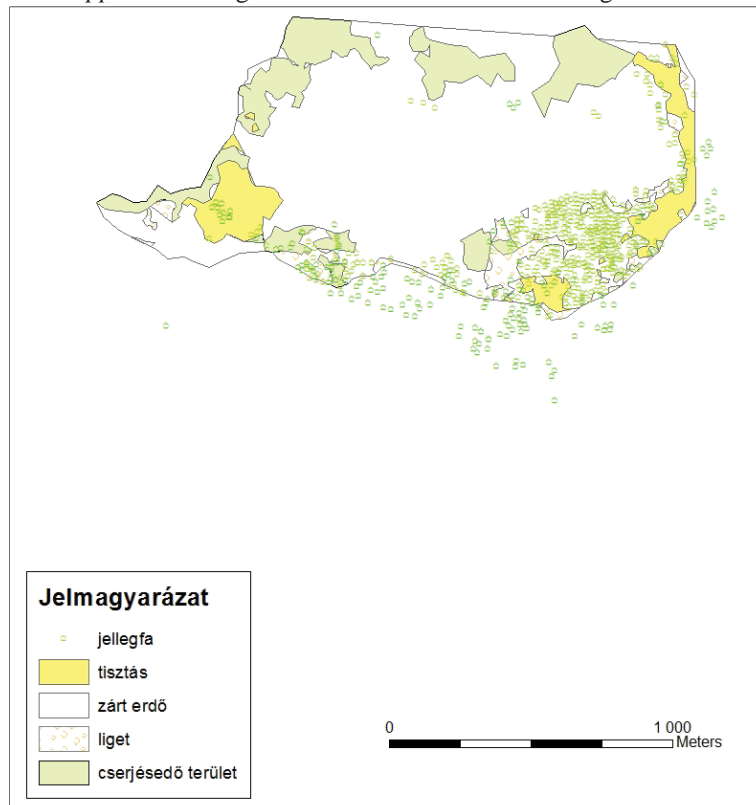 Jelmagyarázat
jellegfa
tisztás
zárt erdő
liget
cserjésedő terület
0 1 000
Meters